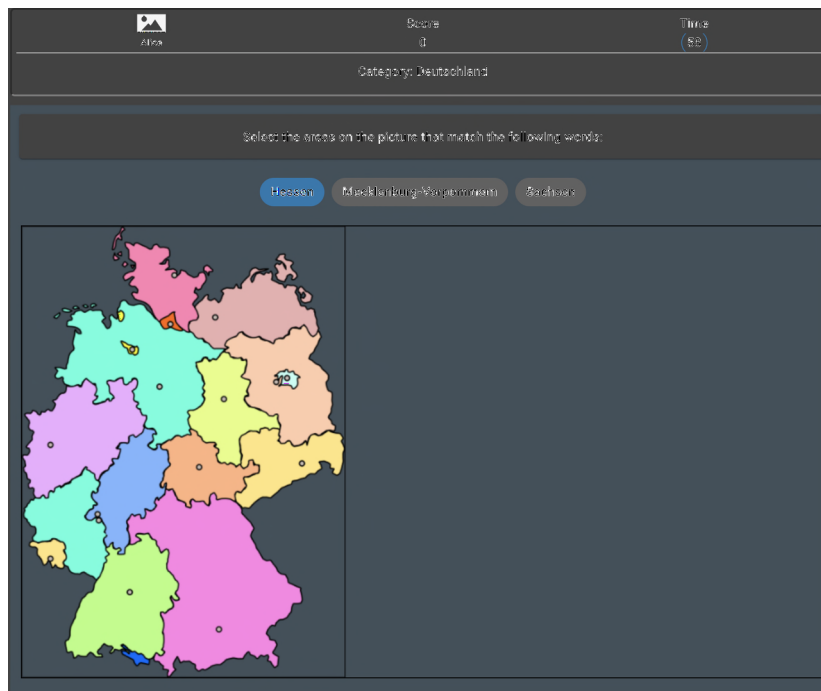 Score
Time
Alice
0
Category: Deutschland
Select the areas on the picture that match the following words:
Hessen
Mecklenburg-Vorpommern
Sachsen